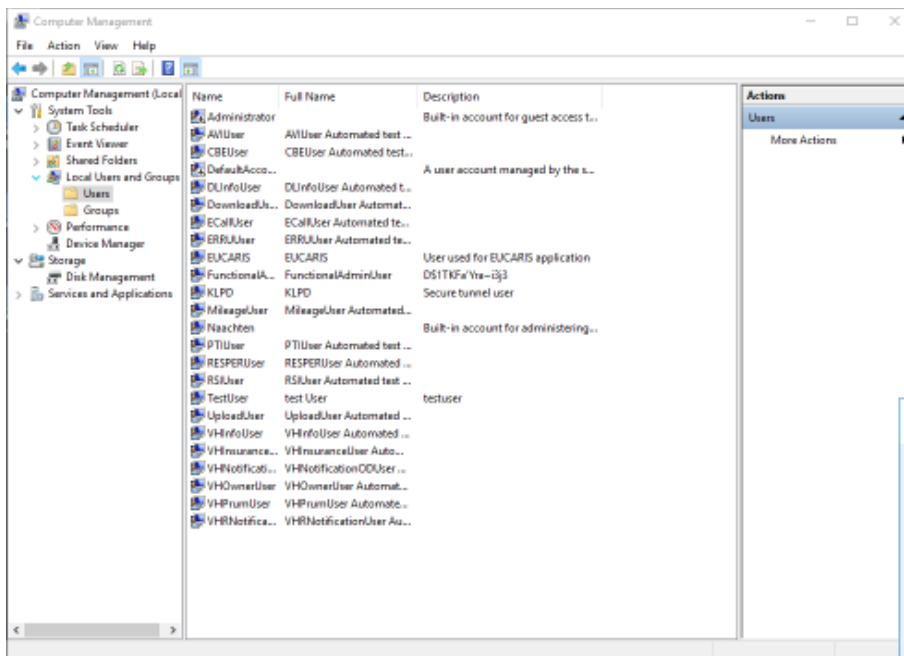 Computer Management
File Action View Help
Computer Management (Local
System Tools
Task Scheduler
Event Viewer
Shared Folders
Local Users and Groups
Users
Groups
Performance
Device Manager
Storage
Disk Management
Services and Applications
Name Full Name Description
Administrator Built-in account for guest access t...
AVIUser AVIUser Automated test ...
CBEUser CBEUser Automated test...
DefaultAcco... A user account managed by the s...
DLInfoUser DLInfoUser Automated t...
DownloadUs... DownloadUser Automat...
ECallUser ECallUser Automated te...
ERRUUser ERRUUser Automated te...
EUCARIS EUCARIS User used for EUCARIS application
FunctionalA... FunctionalAdminUser
KLPD KLPD Secure tunnel user
MileageUser MileageUser Automated...
Naachten Built-in account for administering...
PTIUser PTIUser Automated test ...
RESPERUser RESPERUser Automated ...
RSIUser RSIUser Automated test ...
TestUser test User testuser
UploadUser UploadUser Automated ...
VHInfoUser VHInfoUser Automated ...
VHInsurance... VHInsuranceUser Auto...
VHNotificati... VHNotificationODUser ...
VHOwnerUser VHOwnerUser Automat...
VHPrumUser VHPrumUser Automate...
VHRNotifica... VHRNotificationUser Au...
Actions
Users
More Actions